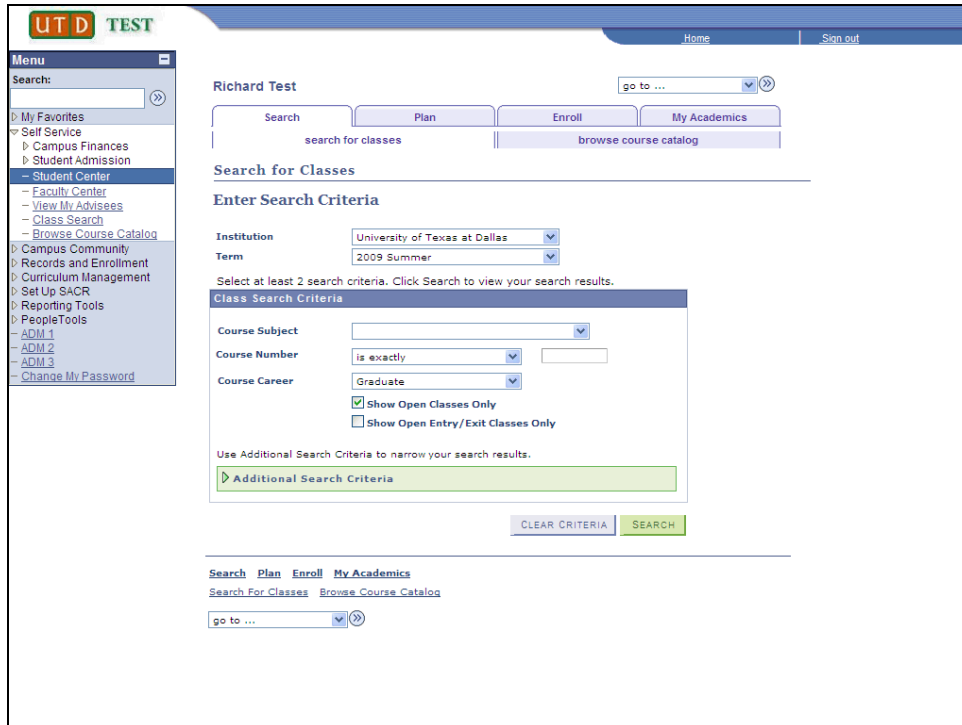 UTD TEST
Home Sign out
Menu
Search:
My Favorites
Self Service
Campus Finances
Student Admission
– Student Center
– Faculty Center
– View My Advisees
– Class Search
– Browse Course Catalog
Campus Community
Records and Enrollment
Curriculum Management
Set Up SACR
Reporting Tools
PeopleTools
– ADM 1
– ADM 2
– ADM 3
– Change My Password
Richard Test
go to ...
Search Plan Enroll My Academics
search for classes browse course catalog
Search for Classes
Enter Search Criteria
Institution University of Texas at Dallas
Term 2009 Summer
Select at least 2 search criteria. Click Search to view your search results.
Class Search Criteria
Course Subject
Course Number is exactly
Course Career Graduate
Show Open Classes Only
Show Open Entry/Exit Classes Only
Use Additional Search Criteria to narrow your search results.
Additional Search Criteria
CLEAR CRITERIA SEARCH
Search Plan Enroll My Academics
Search For Classes Browse Course Catalog
go to ...